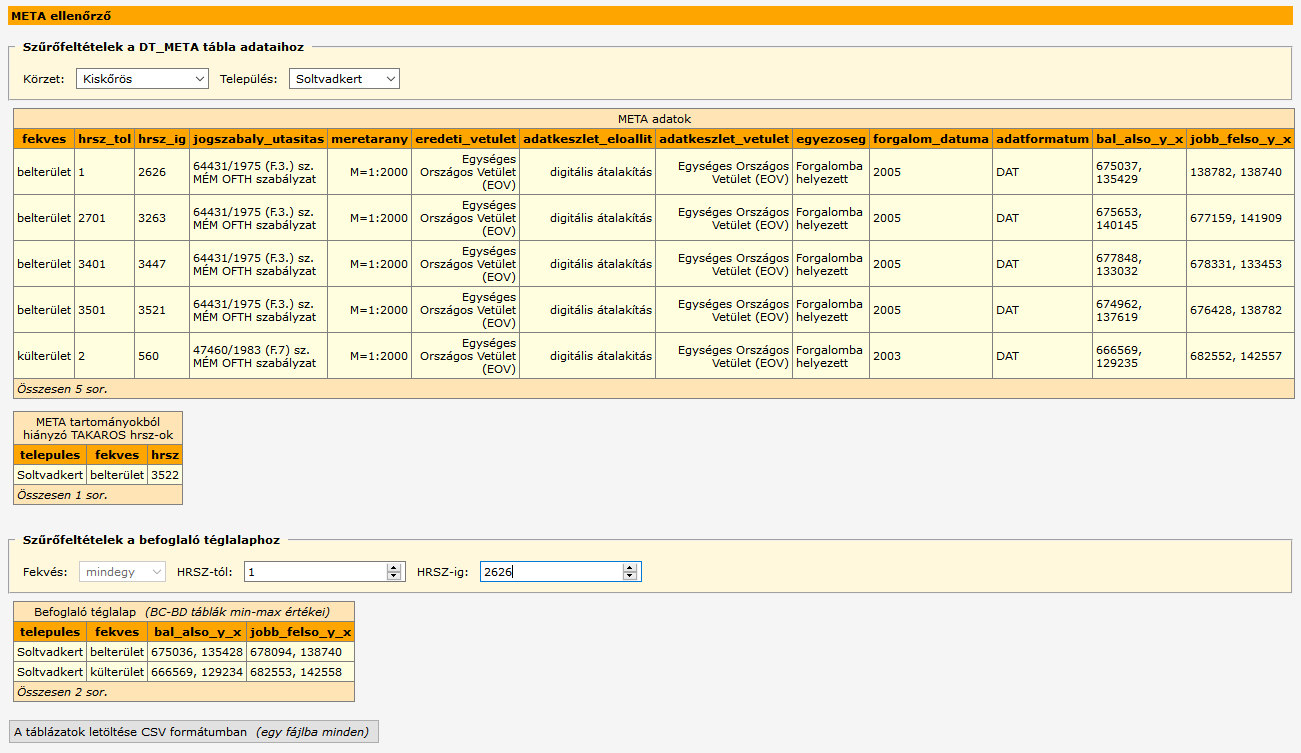 META ellenőrző
Szűrőfeltételek a DT_META tábla adataihoz
Körzet: Kiskőrös Település: Soltvadkert
META adatok
fekves hrsz_tol hrsz_ig jogszabaly_utasitas meretarany eredeti_vetulet adatkeszlet_eloallit adatkeszlet_vetulet egyezoseg forgalom_datuma adatformatum bal_also_y_x jobb_felso_y_x
belterület 1 2626 64431/1975 (F.3.) sz. MÉM OFTH szabályzat M=1:2000 Egységes Országos Vetület (EOV) digitális átalakítás Egységes Országos Vetület (EOV) Forgalomba helyezett 2005 DAT 675037, 135429 138782, 138740
belterület 2701 3263 64431/1975 (F.3.) sz. MÉM OFTH szabályzat M=1:2000 Egységes Országos Vetület (EOV) digitális átalakítás Egységes Országos Vetület (EOV) Forgalomba helyezett 2005 DAT 675653, 140145 677159, 141909
belterület 3401 3447 64431/1975 (F.3.) sz. MÉM OFTH szabályzat M=1:2000 Egységes Országos Vetület (EOV) digitális átalakítás Egységes Országos Vetület (EOV) Forgalomba helyezett 2005 DAT 677848, 133032 678331, 133453
belterület 3501 3521 64431/1975 (F.3.) sz. MÉM OFTH szabályzat M=1:2000 Egységes Országos Vetület (EOV) digitális átalakítás Egységes Országos Vetület (EOV) Forgalomba helyezett 2005 DAT 674962, 137619 676428, 138782
külterület 2 560 47460/1983 (F.7) sz. MÉM OFTH szabályzat M=1:2000 Egységes Országos Vetület (EOV) digitális átalakítás Egységes Országos Vetület (EOV) Forgalomba helyezett 2003 DAT 666569, 129235 682552, 142557
Összesen 5 sor.
META tartományokból
hiányzó TAKAROS hrsz-ok
telepules fekves hrsz
Soltvadkert belterület 3522
Összesen 1 sor.
Szűrőfeltételek a befoglaló téglalaphoz
Fekvés: mindegy HRSZ-tól: 1 HRSZ-ig: 2626
Befoglaló téglalap (BC-BD táblák min-max értékei)
telepules fekves bal_also_y_x jobb_felso_y_x
Soltvadkert belterület 675036, 135428 678094, 138740
Soltvadkert külterület 666569, 129234 682553, 142558
Összesen 2 sor.
A táblázatok letöltése CSV formátumban (egy fájlba minden)